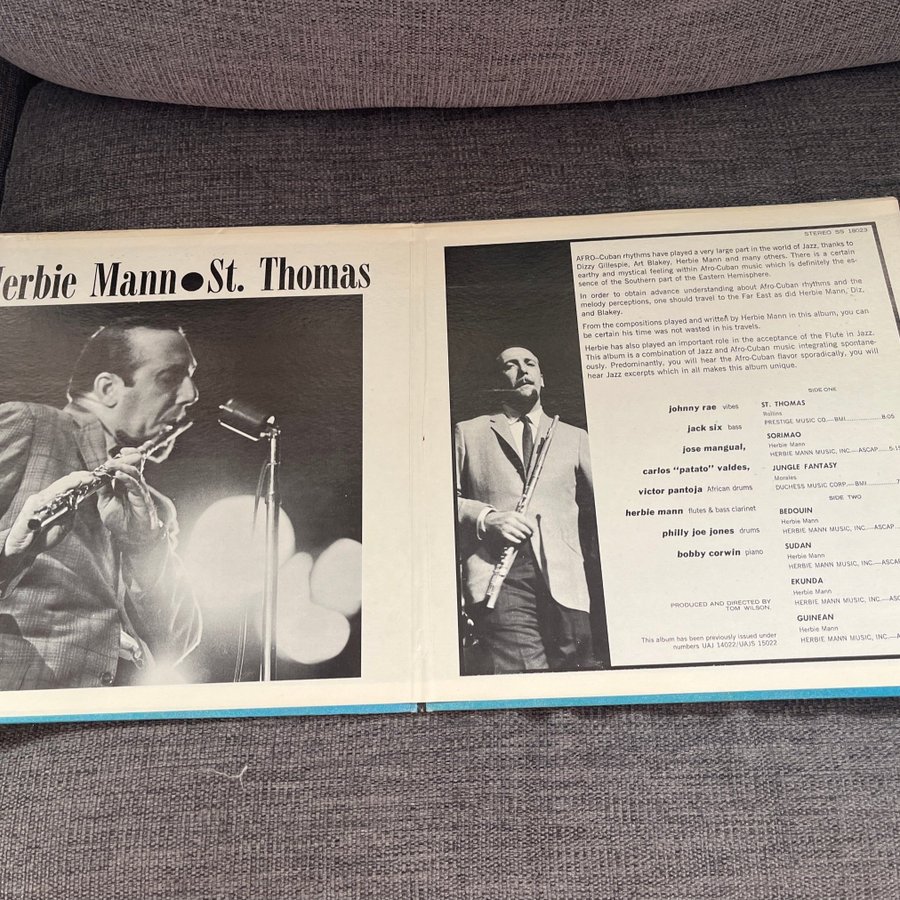 erbie Mann●St. Thomas
STEREO SS 18023
AFRO-Cuban rhythms have played a very large part in the world of Jazz, thanks to
Dizzy Gillespie, Art Blakey, Herbie Mann and many others. There is a certain
earthy and mystical feeling within Afro-Cuban music which is definitely the es-
sence of the Southern part of the Eastern Hemisphere.
In order to obtain advance understanding about Afro-Cuban rhythms and the
melody perceptions, one should travel to the Far East as did Herbie Mann, Diz,
and Blakey.
From the compositions played and written by Herbie Mann in this album, you can
be certain his time was not wasted in his travels.
Herbie has also played an important role in the acceptance of the Flute in Jazz.
This album is a combination of Jazz and Afro-Cuban music integrating spontane-
ously. Predominantly, you will hear the Afro-Cuban flavor sporadically, you will
hear Jazz excerpts which in all makes this album unique.
johnny rae vibes
jack six bass
jose mangual,
carlos "patato" valdes,
victor pantoja African drums
herbie mann flutes & bass clarinet
philly joe jones drums
bobby corwin piano
PRODUCED AND DIRECTED BY
TOM WILSON.
This album has been previously issued under
numbers UAJ 14022/UAJS 15022
SIDE ONE
ST. THOMAS
Rollins
PRESTIGE MUSIC CO.—BMI 8:05
SORIMAO
Herbie Mann
HERBIE MANN MUSIC, INC.—ASCAP
JUNGLE FANTASY
Morales
DUCHESS MUSIC CORP.—BMI
SIDE TWO
BEDOUIN
Herbie Mann
HERBIE MANN MUSIC, INC.—ASCAP
SUDAN
Herbie Mann
HERBIE MANN MUSIC, INC.—ASCAP
EKUNDA
Herbie Mann
HERBIE MANN MUSIC, INC.—ASC
GUINEAN
Herbie Mann
HERBIE MANN MUSIC, INC.—A